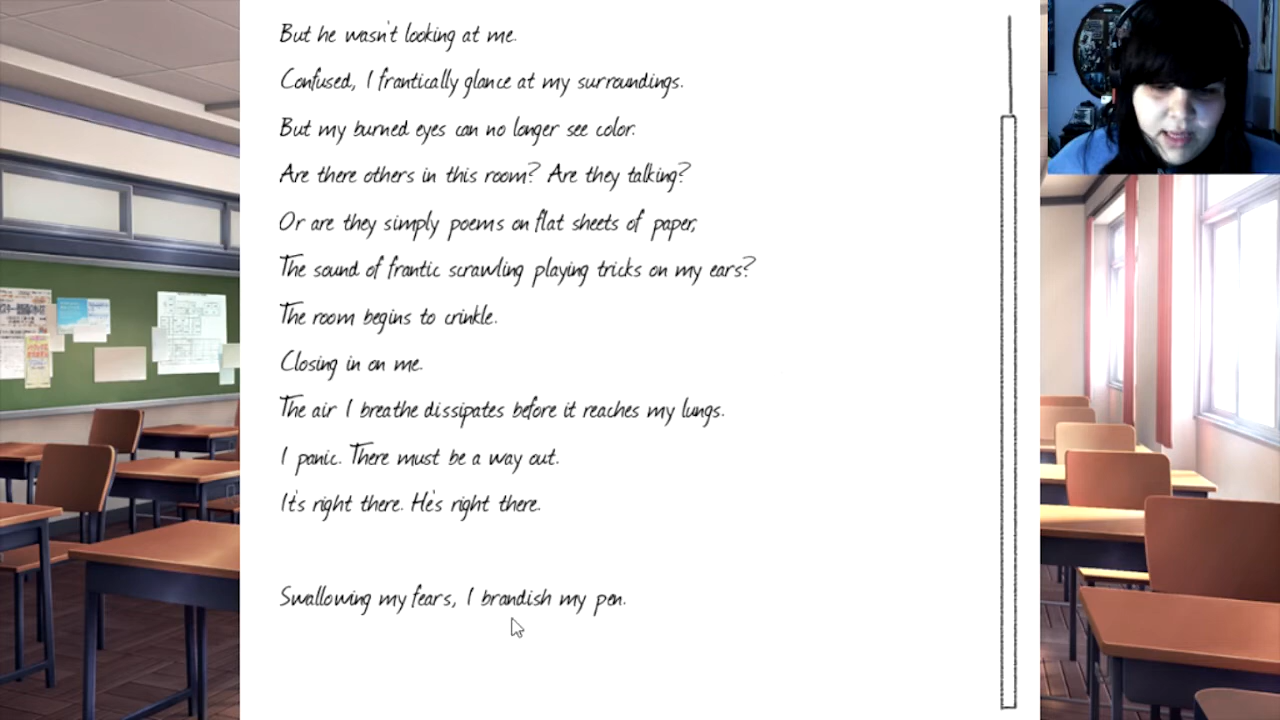 But he wasn't looking at me.
Confused, I frantically glance at my surroundings.
But my burned eyes can no longer see color.
Are there others in this room? Are they talking?
Or are they simply poems on flat sheets of paper,
The sound of frantic scrawling playing tricks on my ears?
The room begins to crinkle.
Closing in on me.
The air I breathe dissipates before it reaches my lungs.
I panic. There must be a way out.
It's right there. He's right there.
Swallowing my fears, I brandish my pen.